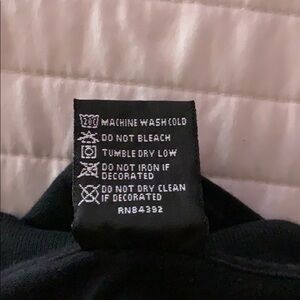 MACHINE WASH COLD
DO NOT BLEACH
TUMBLE DRY LOW
DO NOT IRON IF
DECORATED
DO NOT DRY CLEAN
IF DECORATED
RN84392